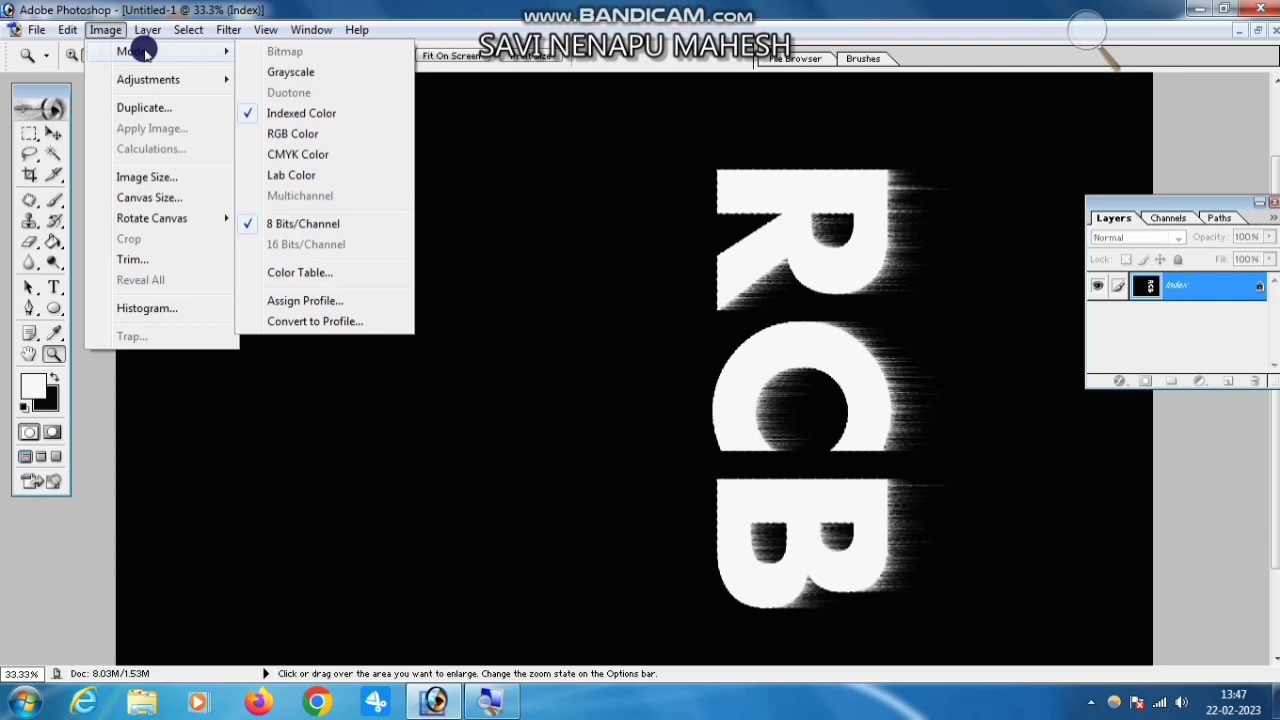 Adobe Photoshop - [Untitled-1 @ 33.3% (Index)]
www.BANDICAM.com
SAVI NENAPU MAHESH
File Edit Image Layer Select Filter View Window Help
Fit On Screen Print Size
File Browser Brushes
Mode
Adjustments
Duplicate...
Apply Image...
Calculations...
Image Size...
Canvas Size...
Rotate Canvas
Crop
Reveal All
Histogram...
Trap...
Bitmap
Grayscale
Duotone
Indexed Color
RGB Color
CMYK Color
Lab Color
Multichannel
8 Bits/Channel
16 Bits/Channel
Color Table...
Assign Profile...
Convert to Profile...
RCB
Layers Channels Paths
Normal Opacity:
Lock: Fill:
Index
T
33.33% Doc: 8.03M/1.53M Click or drag over the area you want to enlarge. Change the zoom state on the Options bar.
13:47
22-02-2023